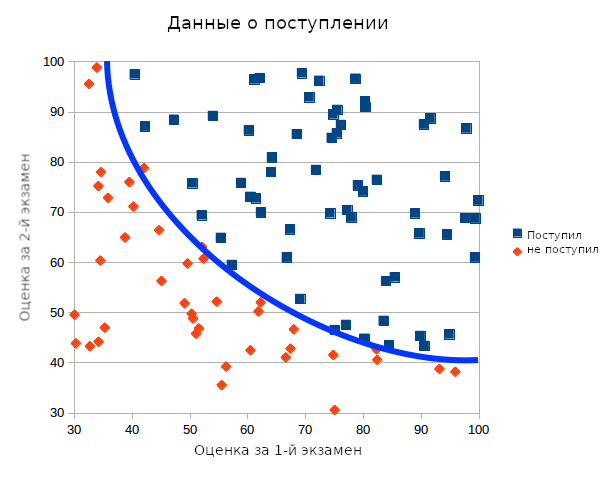 Данные о поступлении
100
90
80
70
60
50
40
30
30 40 50 60 70 80 90 100
Оценка за 2-й экзамен
Оценка за 1-й экзамен
Поступил
не поступил